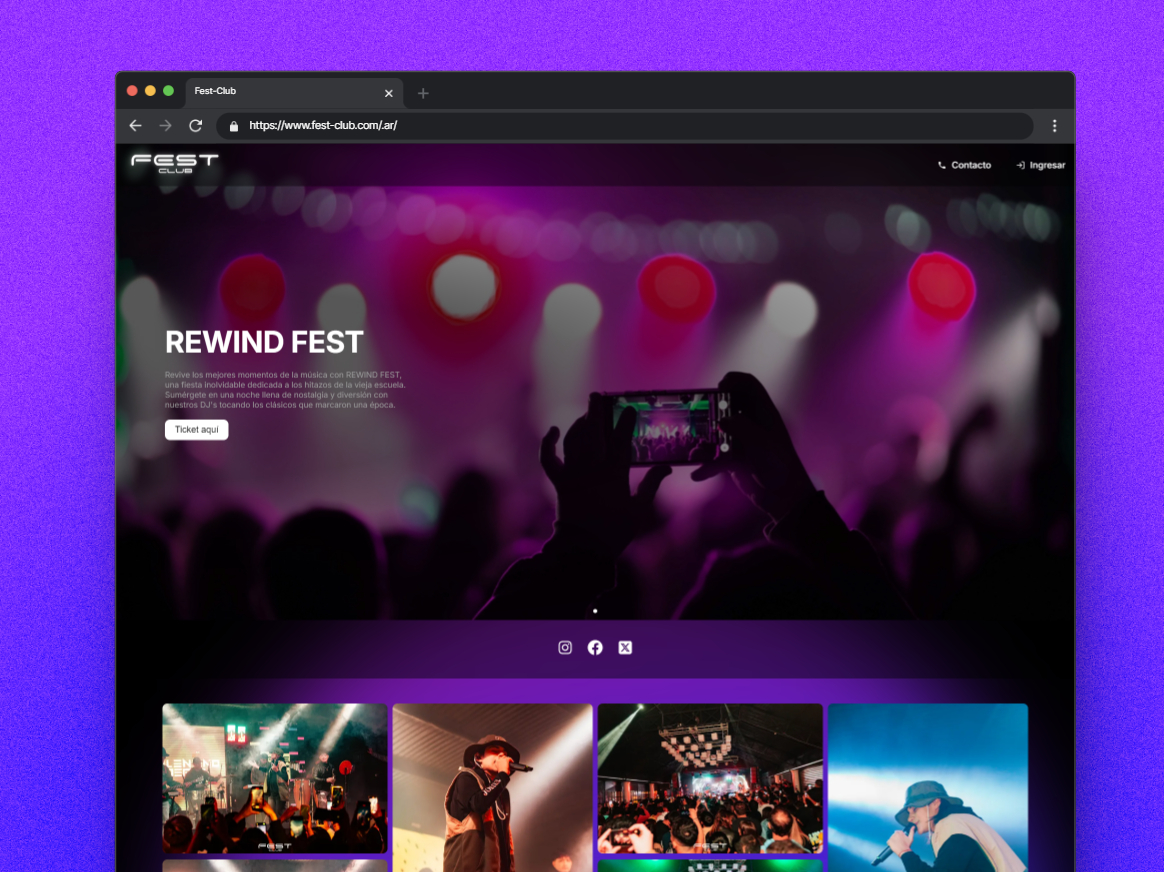 Fest-Club
https://www.fest-club.com/.ar/
FEST
CLUB
Contacto
Ingresar
REWIND FEST
Revive los mejores momentos de la música con REWIND FEST,
una fiesta inolvidable dedicada a los hitazos de la vieja escuela.
Sumérgete en una noche llena de nostalgia y diversión con
nuestros DJ's tocando los clásicos que marcaron una época.
Ticket aquí
FEST
FEST